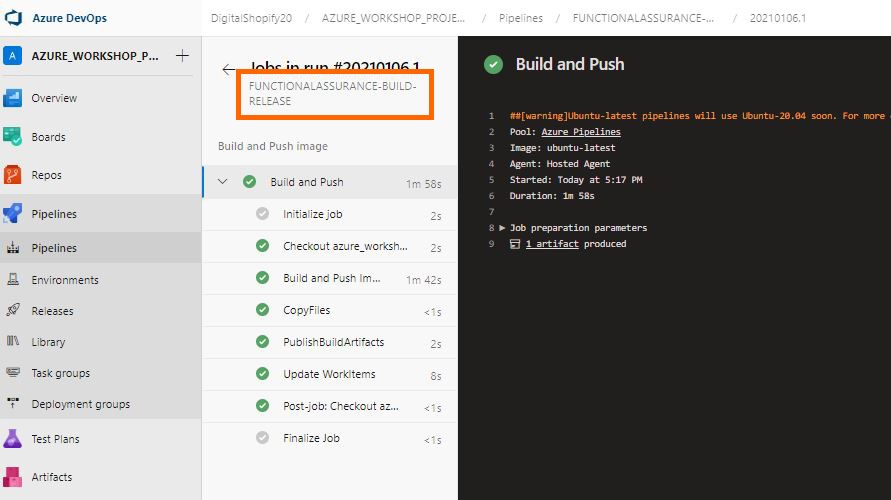 Azure DevOps
DigitalShopify20 / AZURE_WORKSHOP_PROJE... / Pipelines / FUNCTIONALASSURANCE-... / 20210106.1
A AZURE_WORKSHOP_P... +
Overview
Boards
Repos
Pipelines
Pipelines
Environments
Releases
Library
Task groups
Deployment groups
Test Plans
Artifacts
Jobs in run #20210106.1
FUNCTIONALASSURANCE-BUILD-
RELEASE
Build and Push image
Build and Push 1m 58s
Initialize job 2s
Checkout azure_worksh... 2s
Build and Push Im... 1m 42s
CopyFiles <1s
PublishBuildArtifacts 2s
Update WorkItems 8s
Post-job: Checkout az... <1s
Finalize Job <1s
Build and Push
1 ##[warning]Ubuntu-latest pipelines will use Ubuntu-20.04 soon. For more
2 Pool: Azure Pipelines
3 Image: ubuntu-latest
4 Agent: Hosted Agent
5 Started: Today at 5:17 PM
6 Duration: 1m 58s
7
8 Job preparation parameters
9 1 artifact produced